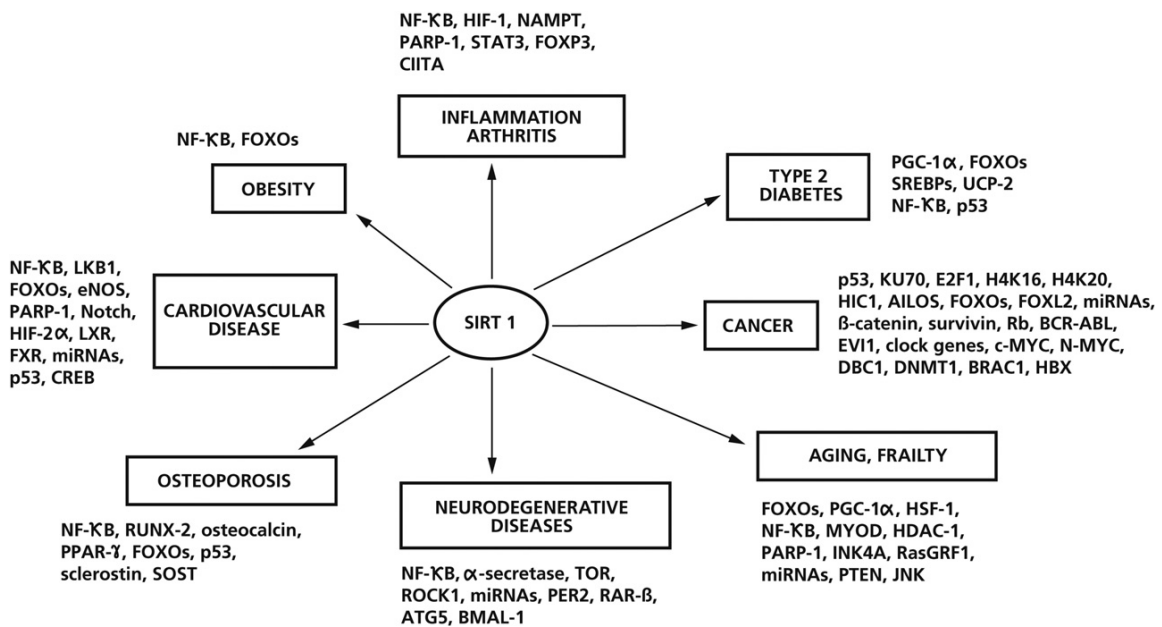 NF-κB, HIF-1, NAMPT,
PARP-1, STAT3, FOXP3,
CIITA
INFLAMMATION
ARTHRITIS
NF-κB, FOXOs
OBESITY
TYPE 2
DIABETES
PGC-1α, FOXOs
SREBPs, UCP-2
NF-κB, p53
NF-κB, LKB1,
FOXOs, eNOS,
PARP-1, Notch,
HIF-2α, LXR,
FXR, miRNAs,
p53, CREB
CARDIOVASCULAR
DISEASE
SIRT 1
CANCER
p53, KU70, E2F1, H4K16, H4K20,
HIC1, AILOS, FOXOs, FOXL2, miRNAs,
ß-catenin, survivin, Rb, BCR-ABL,
EVI1, clock genes, c-MYC, N-MYC,
DBC1, DNMT1, BRAC1, HBX
OSTEOPOROSIS
NF-κB, RUNX-2, osteocalcin,
PPAR-γ, FOXOs, p53,
sclerostin, SOST
NEURODEGENERATIVE
DISEASES
NF-κB, α-secretase, TOR,
ROCK1, miRNAs, PER2, RAR-ß,
ATG5, BMAL-1
AGING, FRAILTY
FOXOs, PGC-1α, HSF-1,
NF-κB, MYOD, HDAC-1,
PARP-1, INK4A, RasGRF1,
miRNAs, PTEN, JNK